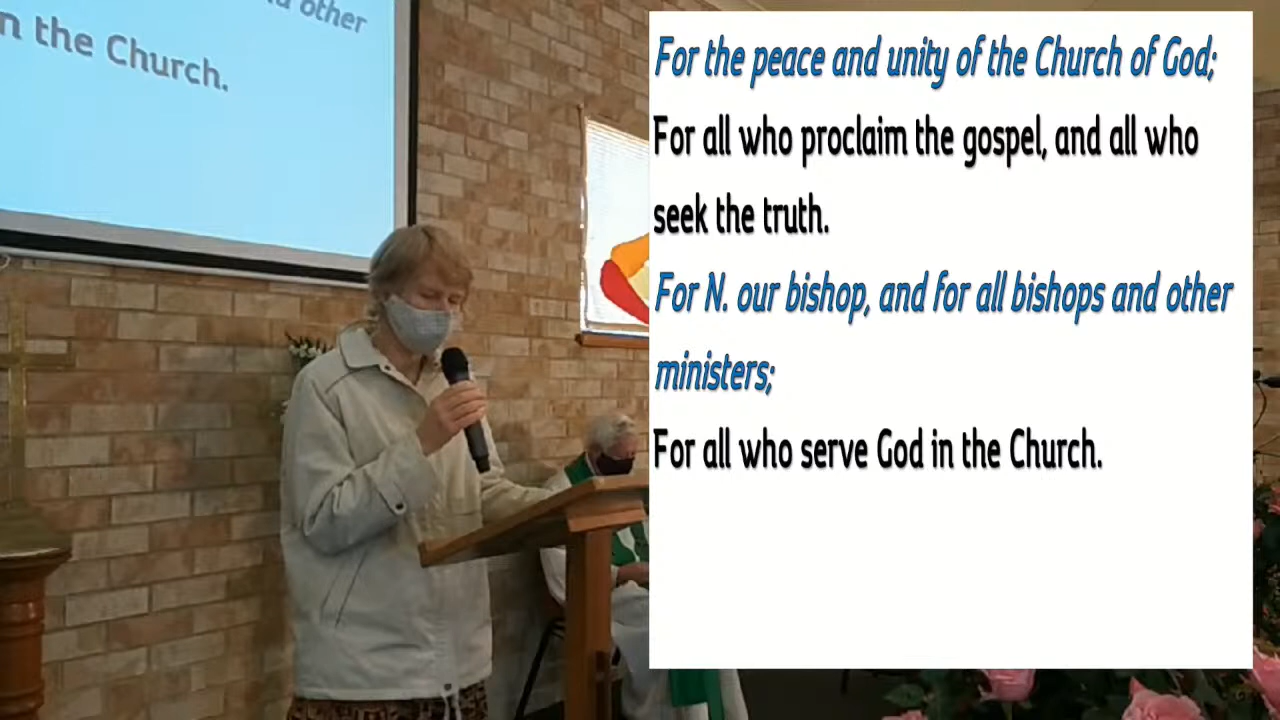 d other
n the Church.
For the peace and unity of the Church of God;
For all who proclaim the gospel, and all who
seek the truth.
For N. our bishop, and for all bishops and other
ministers;
For all who serve God in the Church.